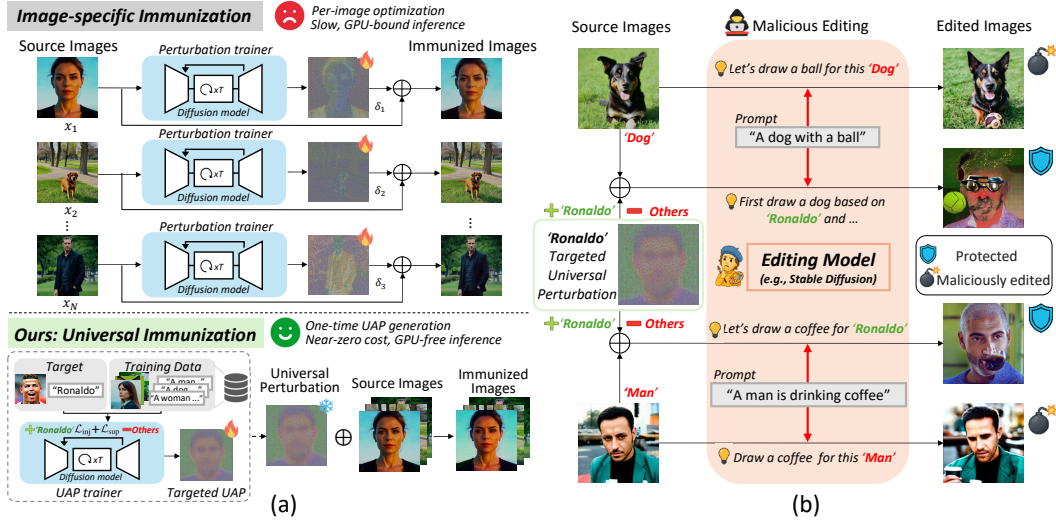 Image-specific Immunization
Per-image optimization
Slow, GPU-bound inference
Source Images
Perturbation trainer
Immunized Images
xT
Diffusion model
x1
δ1
Perturbation trainer
xT
Diffusion model
x2
δ2
⋮
⋮
Perturbation trainer
xT
Diffusion model
xN
δ3
Ours: Universal Immunization
One-time UAP generation
Near-zero cost, GPU-free inference
Target
"Ronaldo"
Training Data
"A man ..."
"A dog ..."
"A woman ..."
Universal
Perturbation
Source Images
Immunized
Images
+'Ronaldo' Linj + Lsup −Others
xT
Diffusion model
UAP trainer
Targeted UAP
(a)
Source Images
Malicious Editing
Edited Images
Let's draw a ball for this 'Dog'
Prompt
"A dog with a ball"
'Dog'
First draw a dog based on
'Ronaldo' and ...
+'Ronaldo' − Others
'Ronaldo'
Targeted
Universal
Perturbation
Editing Model
(e.g., Stable Diffusion)
Protected
Maliciously edited
+'Ronaldo' − Others
Let's draw a coffee for 'Ronaldo'
Prompt
"A man is drinking coffee"
'Man'
Draw a coffee for this 'Man'
(b)